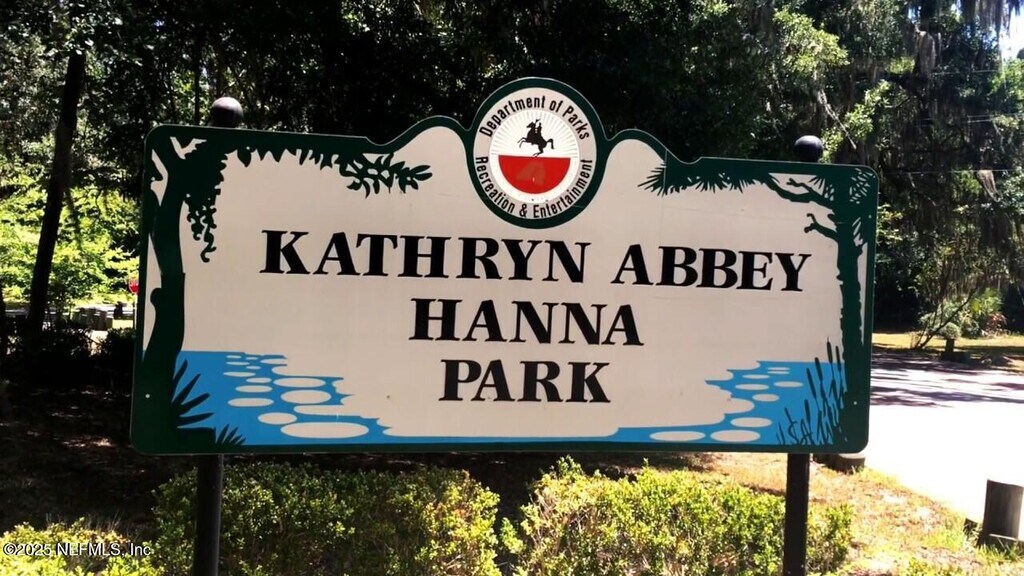 Department of Parks
Recreation & Entertainment
KATHRYN ABBEY
HANNA
PARK
©2025 NEFMLS, Inc